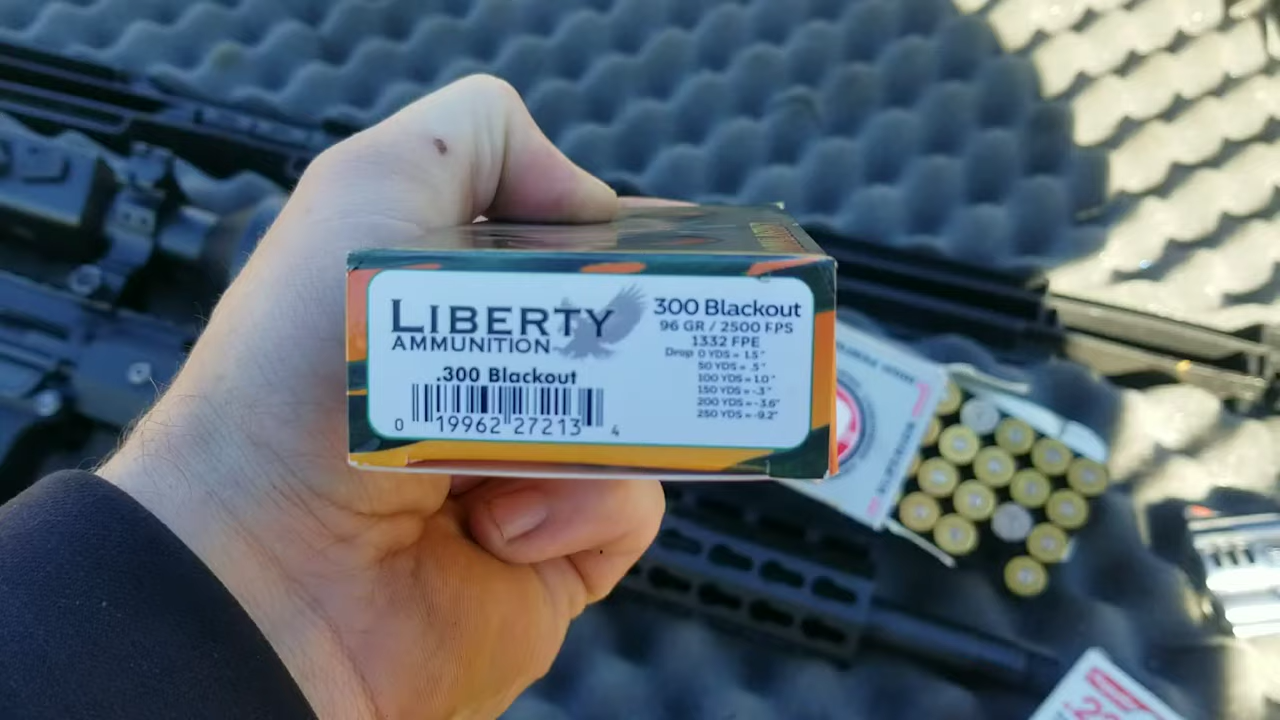 LIBERTY
AMMUNITION
.300 Blackout
0 19962 27213 4
300 Blackout
96 GR / 2500 FPS
1332 FPE
Drop 0 YDS = 1.5"
50 YDS = .5"
100 YDS = 1.0"
150 YDS = -.3"
200 YDS = -3.6"
250 YDS = -9.2"